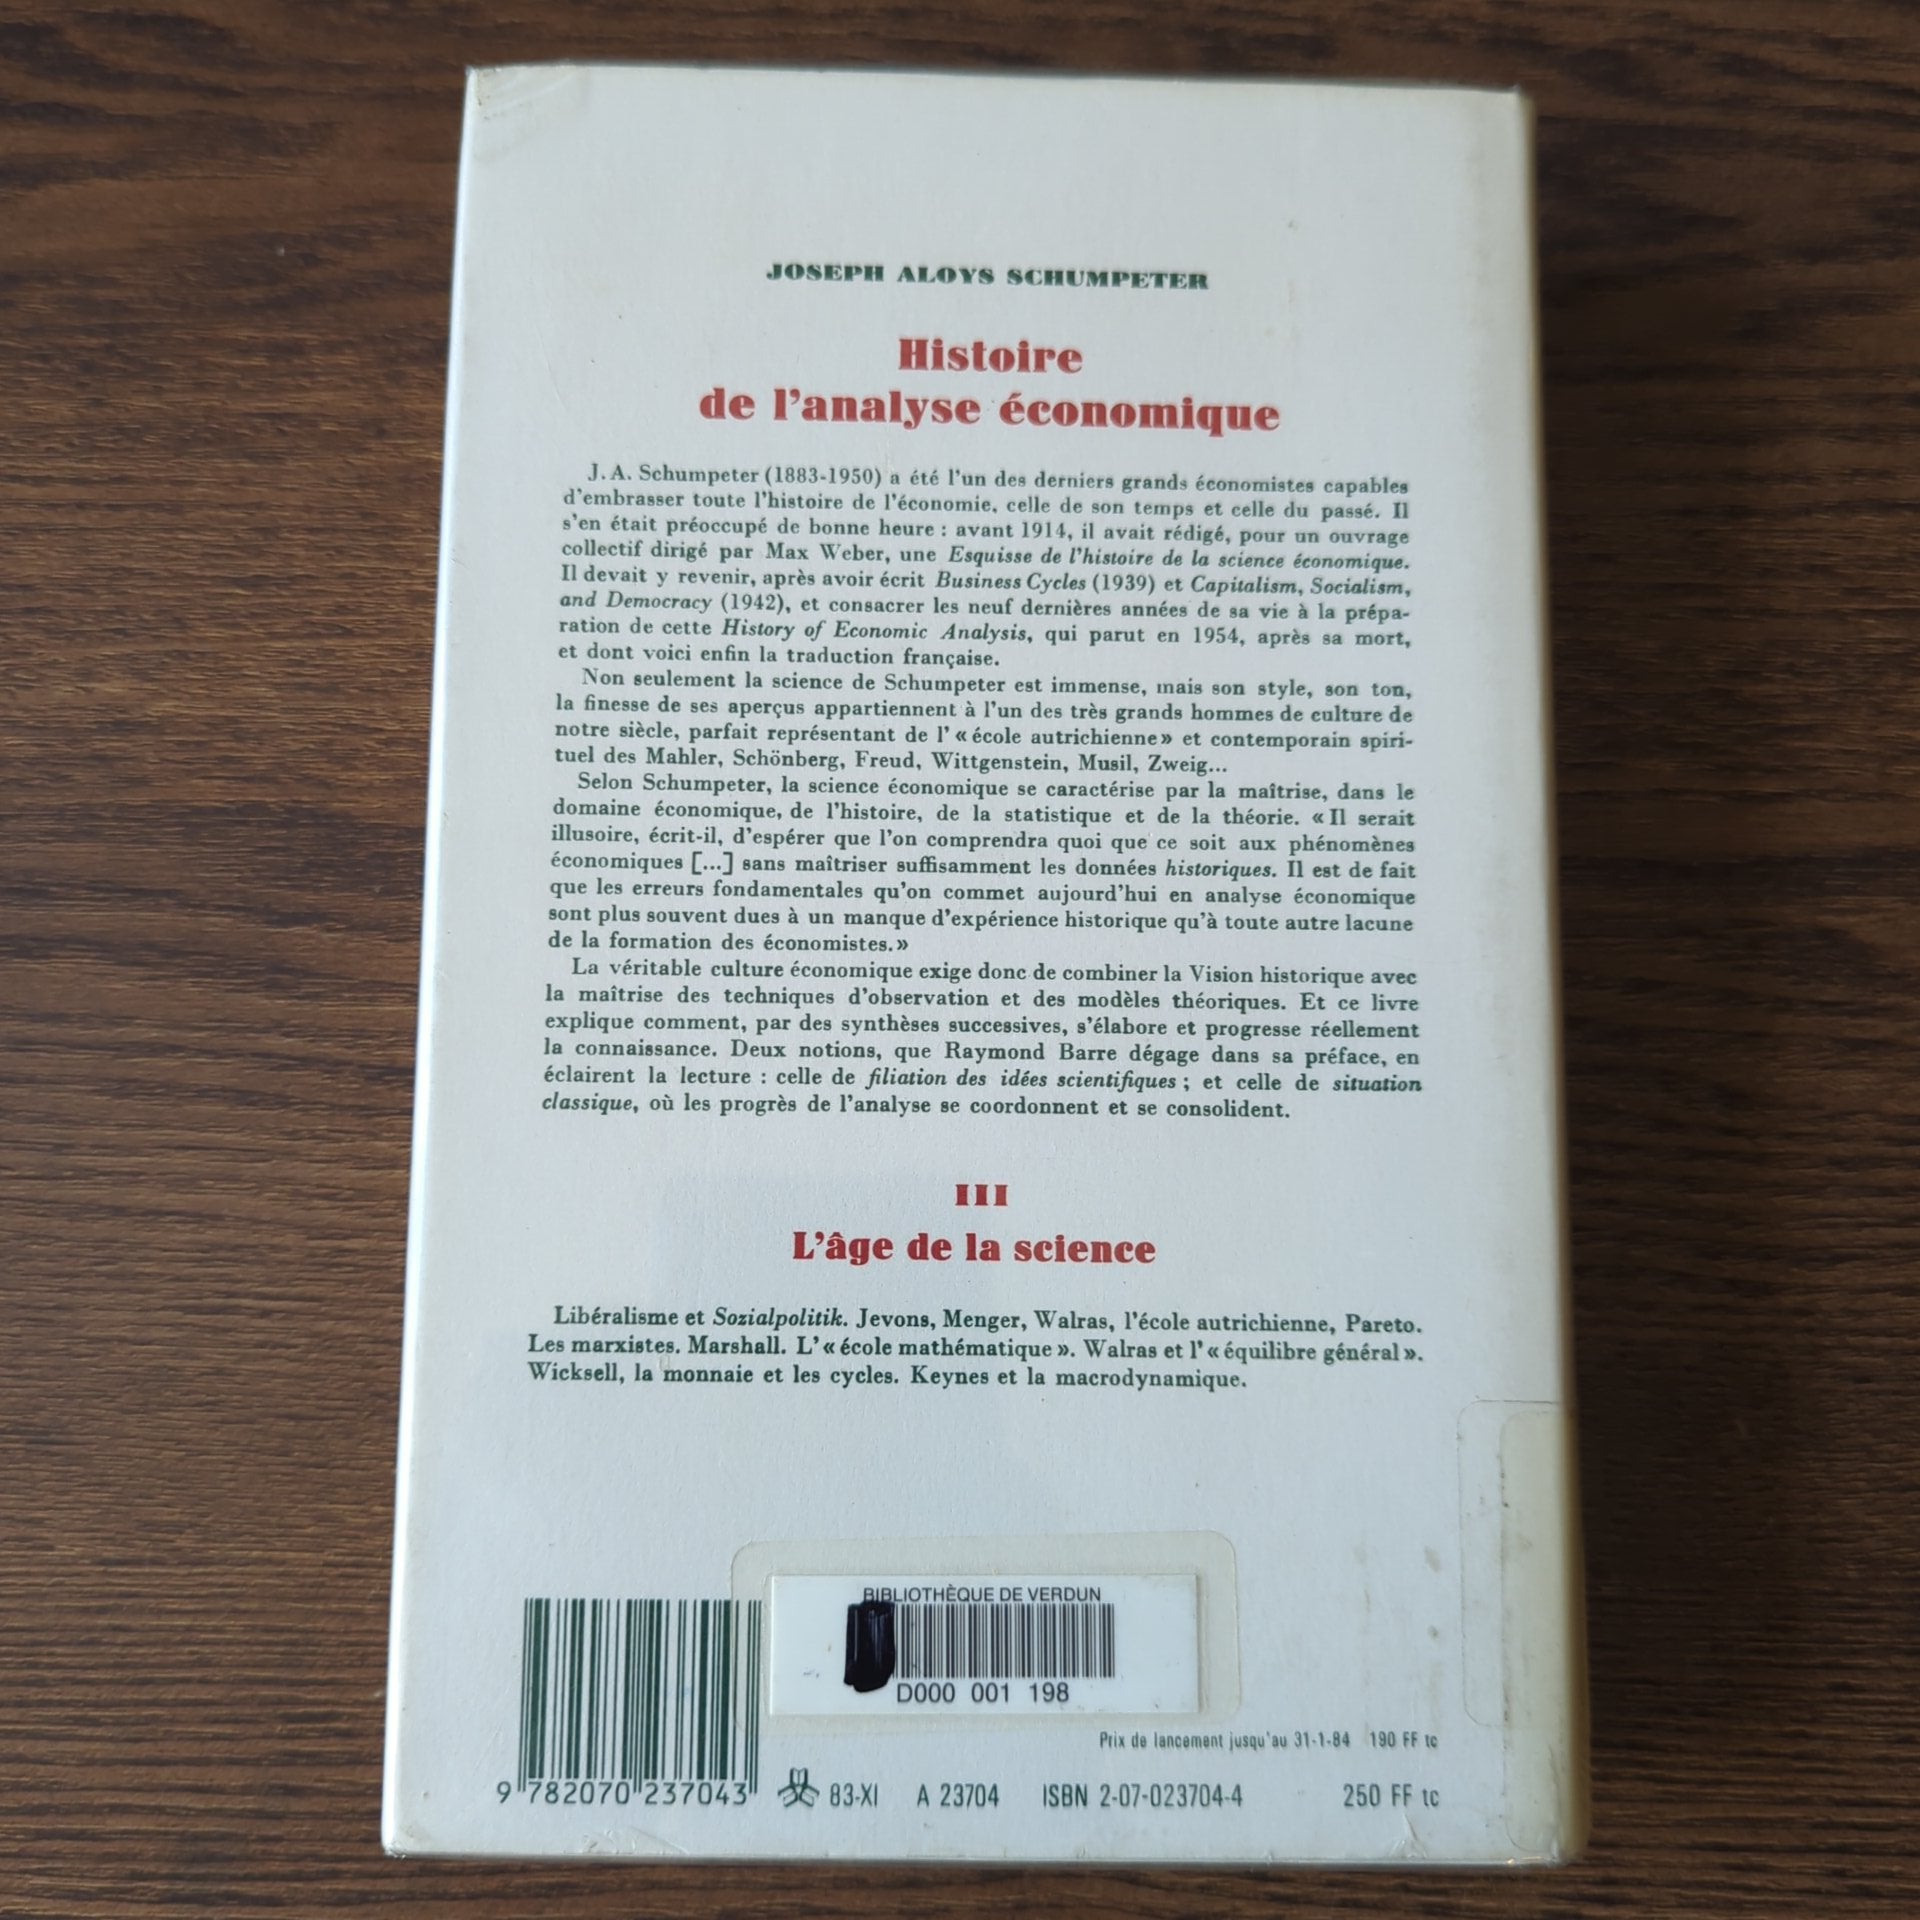 JOSEPH ALOYS SCHUMPETER
Histoire
de l'analyse économique
J. A. Schumpeter (1883-1950) a été l'un des derniers grands économistes capables
d'embrasser toute l'histoire de l'économie, celle de son temps et celle du passé. Il
s'en était préoccupé de bonne heure : avant 1914, il avait rédigé, pour un ouvrage
collectif dirigé par Max Weber, une Esquisse de l'histoire de la science économique.
Il devait y revenir, après avoir écrit Business Cycles (1939) et Capitalism, Socialism,
and Democracy (1942), et consacrer les neuf dernières années de sa vie à la prépa-
ration de cette History of Economic Analysis, qui parut en 1954, après sa mort,
et dont voici enfin la traduction française.
Non seulement la science de Schumpeter est immense, mais son style, son ton,
la finesse de ses aperçus appartiennent à l'un des très grands hommes de culture de
notre siècle, parfait représentant de l' « école autrichienne» et contemporain spiri-
tuel des Mahler, Schönberg, Freud, Wittgenstein, Musil, Zweig...
Selon Schumpeter, la science économique se caractérise par la maîtrise, dans le
domaine économique, de l'histoire, de la statistique et de la théorie. « Il serait
illusoire, écrit-il, d'espérer que l'on comprendra quoi que ce soit aux phénomènes
économiques [...] sans maîtriser suffisamment les données historiques. Il est de fait
que les erreurs fondamentales qu'on commet aujourd'hui en analyse économique
sont plus souvent dues à un manque d'expérience historique qu'à toute autre lacune
de la formation des économistes.»
La véritable culture économique exige donc de combiner la Vision historique avec
la maîtrise des techniques d'observation et des modèles théoriques. Et ce livre
explique comment, par des synthèses successives, s'élabore et progresse réellement
la connaissance. Deux notions, que Raymond Barre dégage dans sa préface, en
éclairent la lecture : celle de filiation des idées scientifiques ; et celle de situation
classique, où les progrès de l'analyse se coordonnent et se consolident.
III
L'âge de la science
Libéralisme et Sozialpolitik. Jevons, Menger, Walras, l'école autrichienne, Pareto.
Les marxistes. Marshall. L' « école mathématique ». Walras et l' « équilibre général ».
Wicksell, la monnaie et les cycles. Keynes et la macrodynamique.
BIBLIOTHÈQUE DE VERDUN
D000 001 198
Prix de lancement jusqu'au 31-1-84 190 FF tc
9 782070 237043 83-XI A 23704 ISBN 2-07-023704-4 250 FF tc